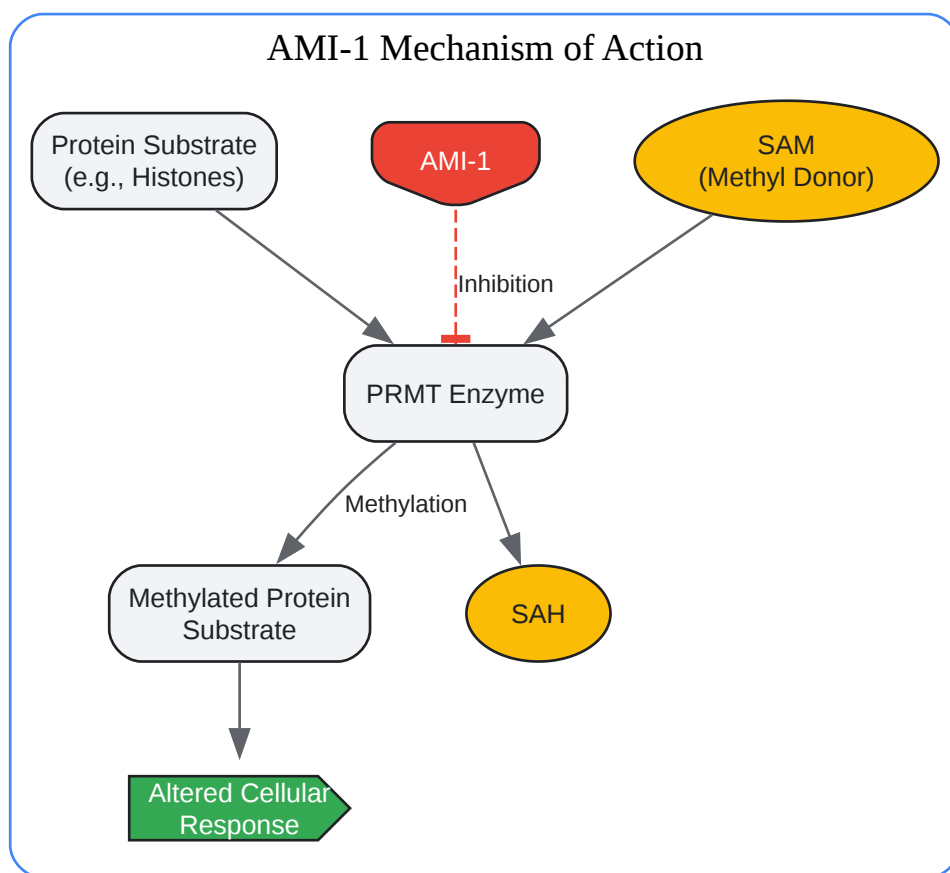 AMI-1 Mechanism of Action
Protein Substrate
(e.g., Histones)
AMI-1
SAM
(Methyl Donor)
Inhibition
PRMT Enzyme
Methylation
Methylated Protein
Substrate
SAH
Altered Cellular
Response